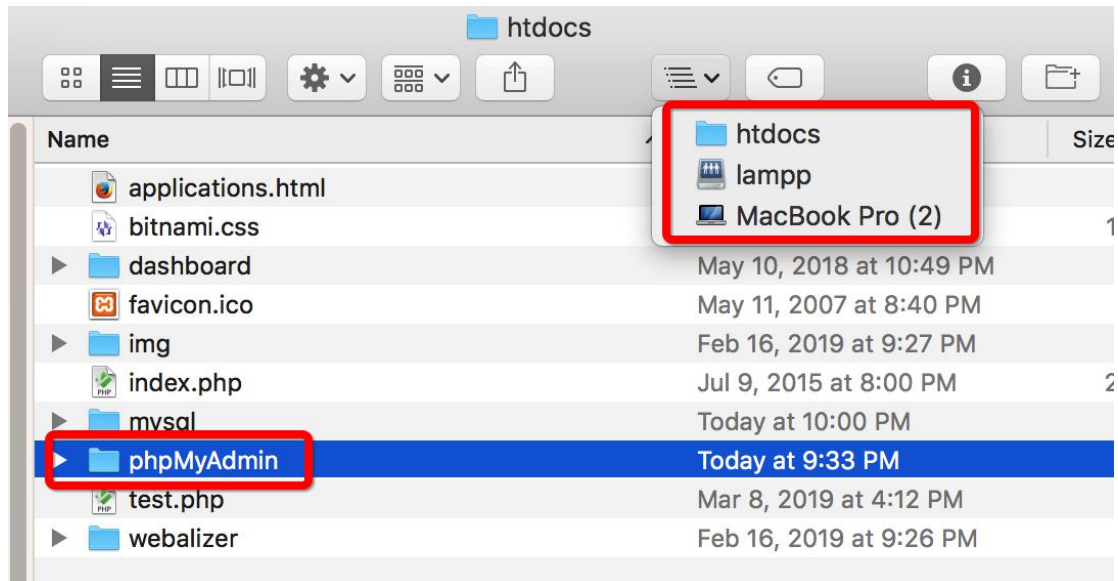 htdocs
Name
Size
htdocs
lampp
MacBook Pro (2)
applications.html
bitnami.css
1
dashboard
May 10, 2018 at 10:49 PM
favicon.ico
May 11, 2007 at 8:40 PM
img
Feb 16, 2019 at 9:27 PM
index.php
Jul 9, 2015 at 8:00 PM
2
mysql
Today at 10:00 PM
phpMyAdmin
Today at 9:33 PM
test.php
Mar 8, 2019 at 4:12 PM
webalizer
Feb 16, 2019 at 9:26 PM